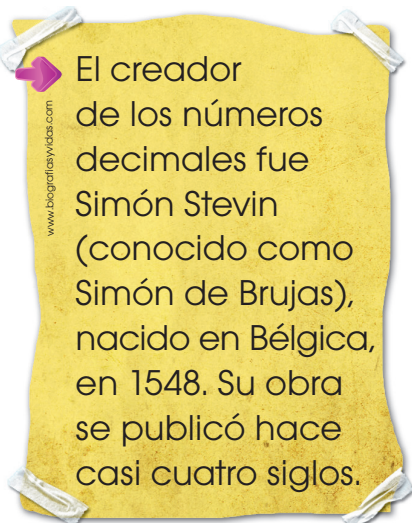 El creador
de los números
decimales fue
Simón Stevin
(conocido como
Simón de Brujas),
nacido en Bélgica,
en 1548. Su obra
se publicó hace
casi cuatro siglos.
www.biografiasyvidas.com